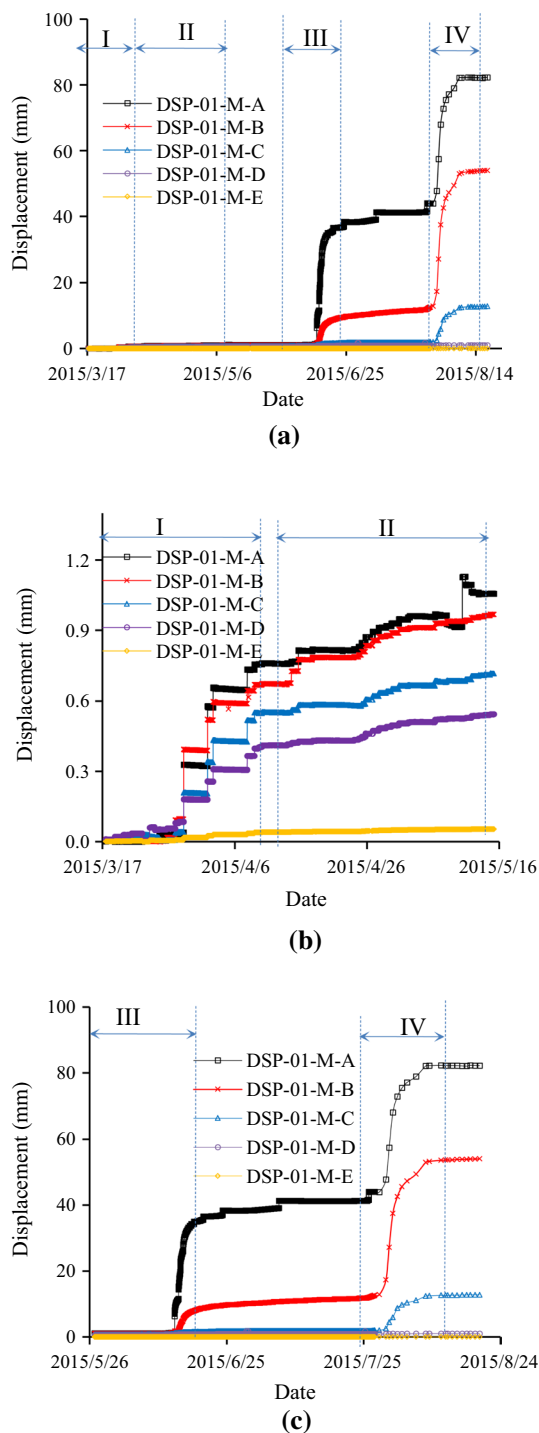 100
80
60
40
20
0
Displacement (mm)
I
II
III
IV
DSP-01-M-A
DSP-01-M-B
DSP-01-M-C
DSP-01-M-D
DSP-01-M-E
2015/3/17
2015/5/6
2015/6/25
2015/8/14
Date
(a)
1.2
0.9
0.6
0.3
0.0
Displacement (mm)
I
II
DSP-01-M-A
DSP-01-M-B
DSP-01-M-C
DSP-01-M-D
DSP-01-M-E
2015/3/17
2015/4/6
2015/4/26
2015/5/16
Date
(b)
100
80
60
40
20
0
Displacement (mm)
III
IV
DSP-01-M-A
DSP-01-M-B
DSP-01-M-C
DSP-01-M-D
DSP-01-M-E
2015/5/26
2015/6/25
2015/7/25
2015/8/24
Date
(c)